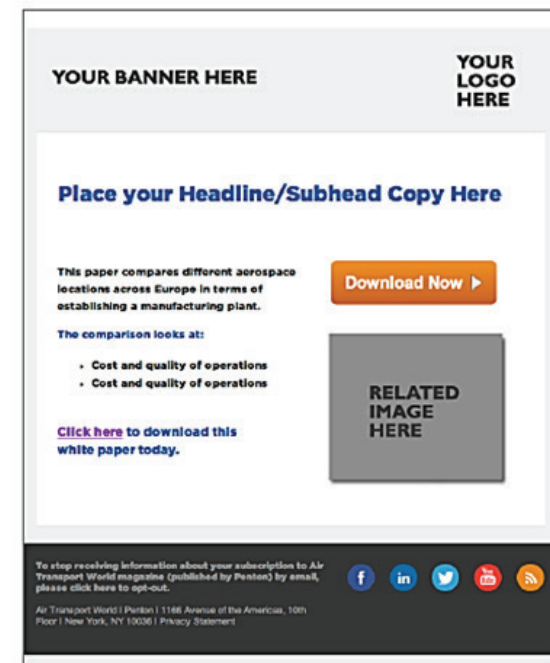 YOUR BANNER HERE
YOUR
LOGO
HERE
Place your Headline/Subhead Copy Here
This paper compares different aerospace
locations across Europe in terms of
establishing a manufacturing plant.
The comparison looks at:
• Cost and quality of operations
• Cost and quality of operations
Click here to download this
white paper today.
Download Now
RELATED
IMAGE
HERE
To stop receiving information about your subscription to Air
Transport World magazine (published by Penton) by email,
please click here to opt-out.
Air Transport World | Penton | 1166 Avenue of the Americas, 10th
Floor | New York, NY 10036 | Privacy Statement
f
in
You
Tube